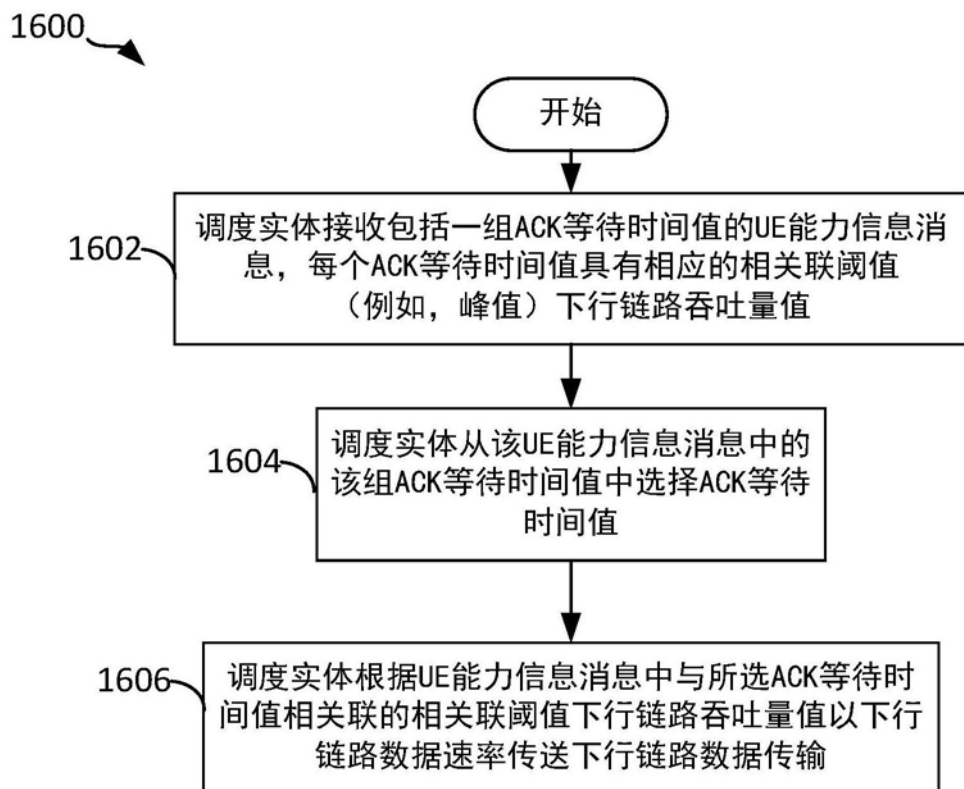 1600
开始
1602
调度实体接收包括一组ACK等待时间值的UE能力信息消
息，每个ACK等待时间值具有相应的相关联阈值
（例如，峰值）下行链路吞吐量值
1604
调度实体从该UE能力信息消息中的
该组ACK等待时间值中选择ACK等待
时间值
1606
调度实体根据UE能力信息消息中与所选ACK等待时
间值相关联的相关联阈值下行链路吞吐量值以下行
链路数据速率传送下行链路数据传输